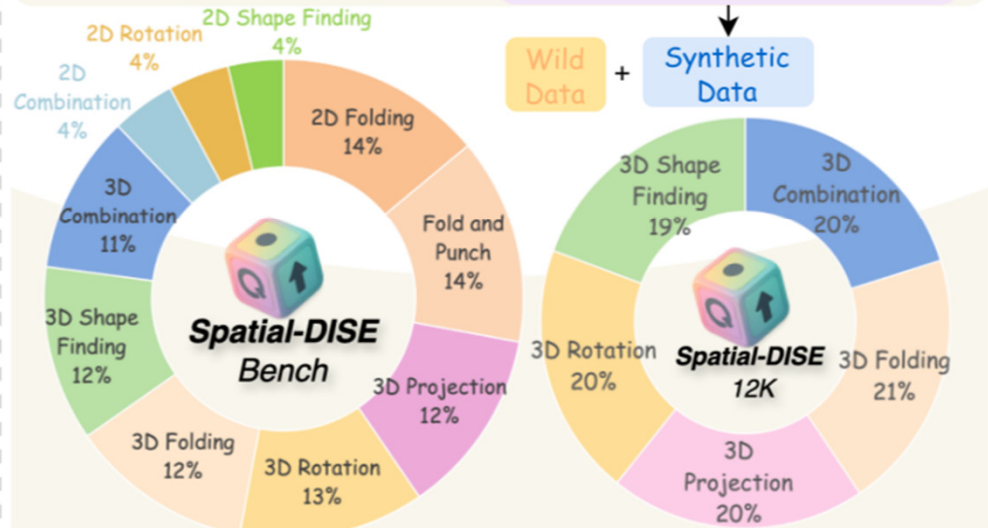 2D Shape Finding
4%
2D Rotation
4%
2D
Combination
4%
2D Folding
14%
3D
Combination
11%
Fold and
Punch
14%
3D Shape
Finding
12%
Q
Spatial-DISE
Bench
3D Projection
12%
3D Folding
12%
3D Rotation
13%
Wild
Data
+
Synthetic
Data
3D Shape
Finding
19%
3D
Combination
20%
3D Rotation
20%
Q
Spatial-DISE
12K
3D Folding
21%
3D
Projection
20%